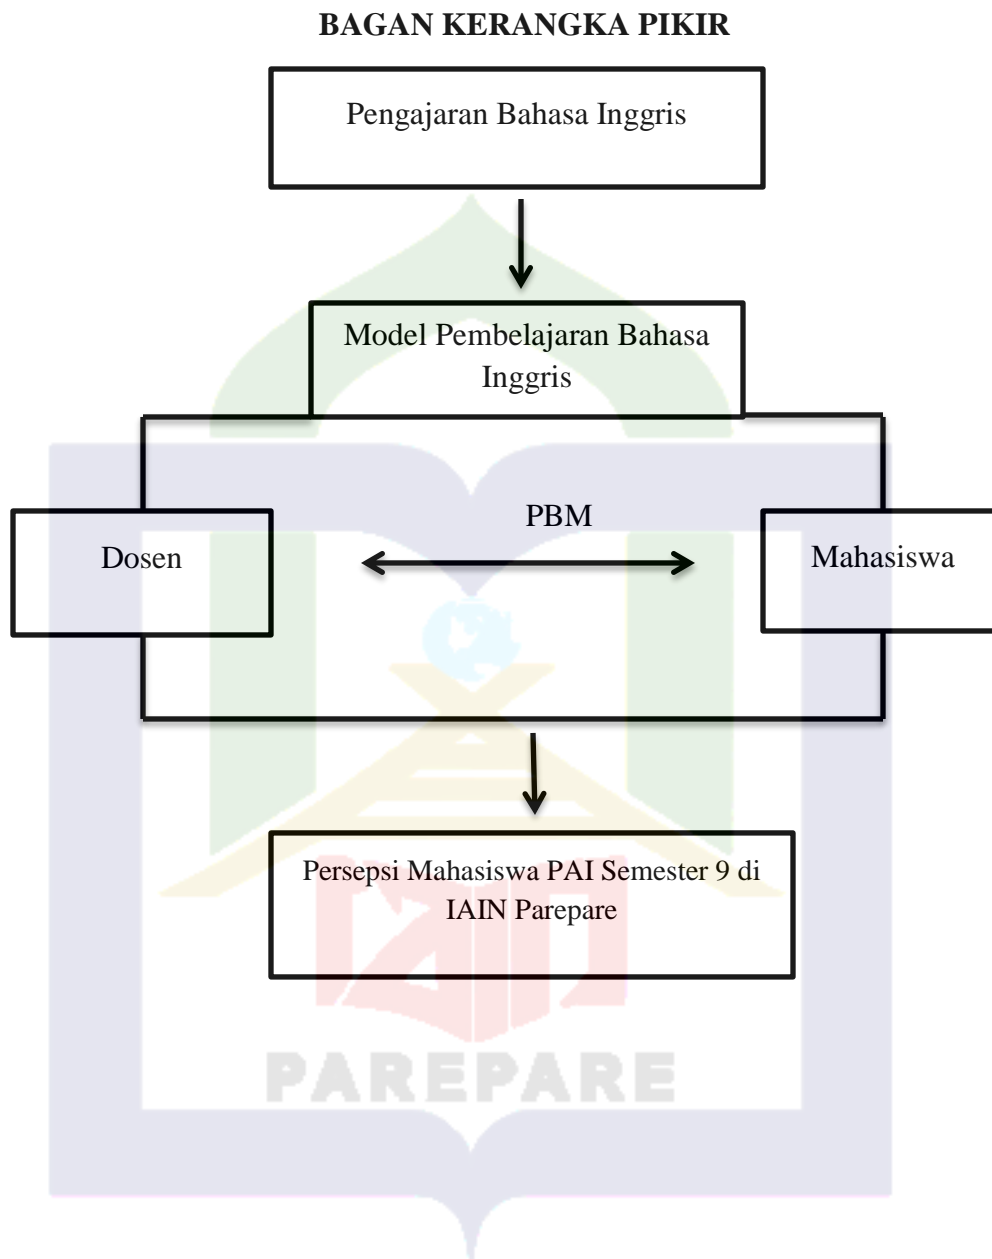 BAGAN KERANGKA PIKIR
Pengajaran Bahasa Inggris
Model Pembelajaran Bahasa
Inggris
PBM
Dosen
Mahasiswa
Persepsi Mahasiswa PAI Semester 9 di
IAIN Parepare
PAREPARE